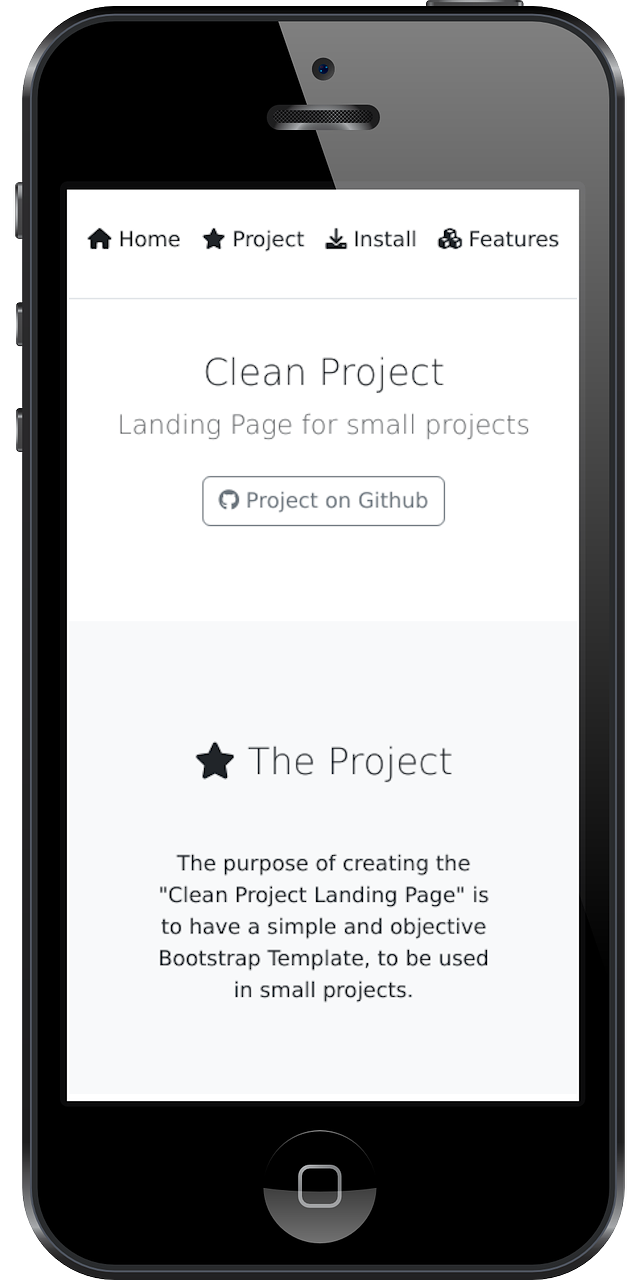 Home Project Install Features
Clean Project
Landing Page for small projects
Project on Github
The Project
The purpose of creating the
"Clean Project Landing Page" is
to have a simple and objective
Bootstrap Template, to be used
in small projects.